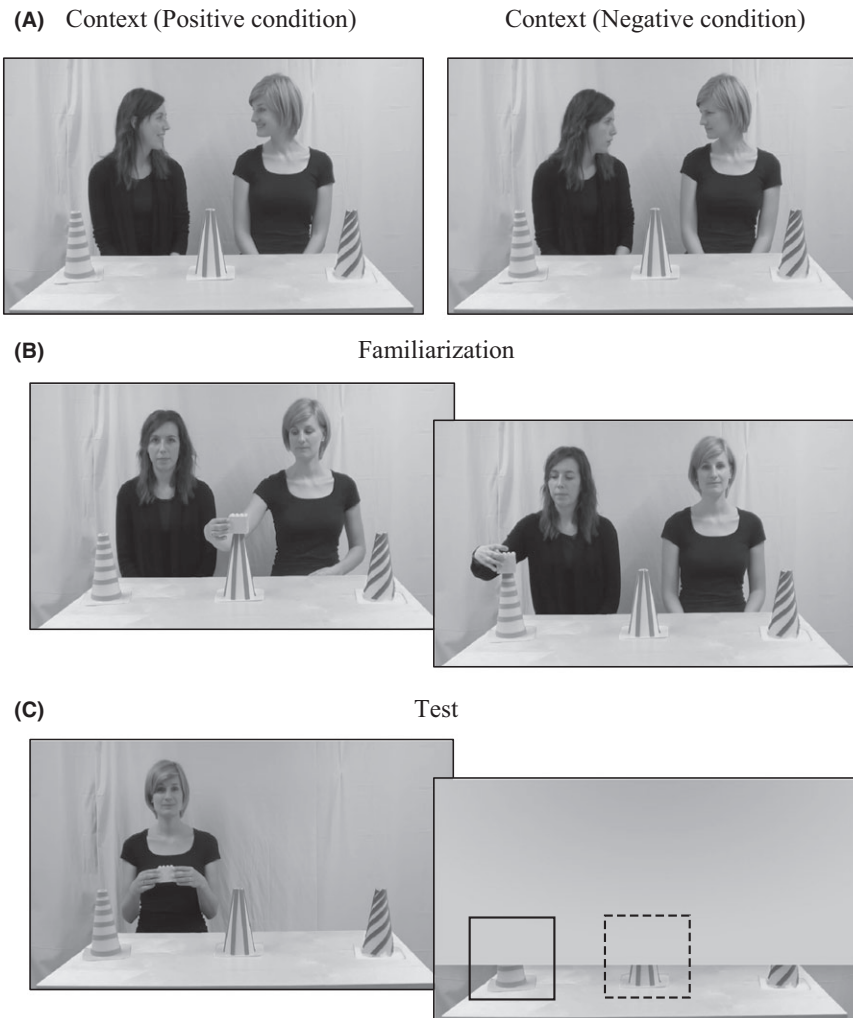 (A) Context (Positive condition) Context (Negative condition)
(B) Familiarization
(C) Test